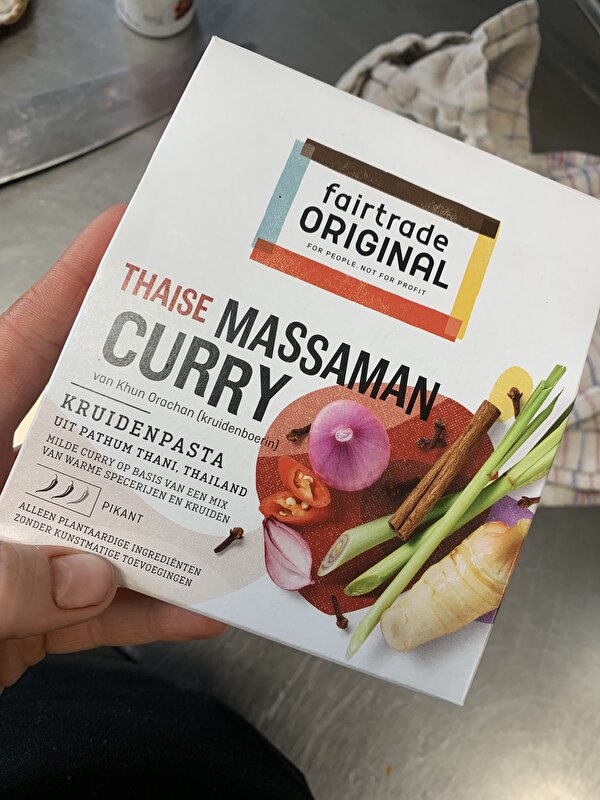 fairtrade
ORIGINAL
FOR PEOPLE. NOT FOR PROFIT
THAISE MASSAMAN
CURRY
van Khun Orachan (kruidenboerin)
KRUIDENPASTA
UIT PATHUM THANI, THAILAND
MILDE CURRY OP BASIS VAN EEN MIX
VAN WARME SPECERIJEN EN KRUIDEN
PIKANT
ALLEEN PLANTAARDIGE INGREDIËNTEN
ZONDER KUNSTMATIGE TOEVOEGINGEN